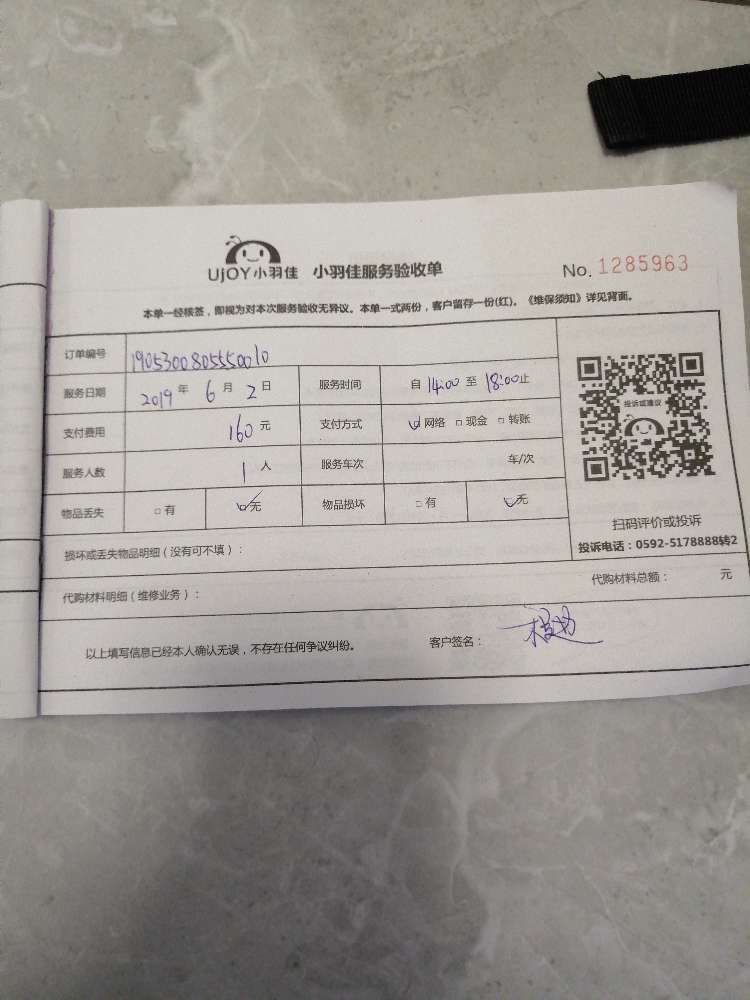 UJOY小羽佳 小羽佳服务验收单 No. 1285963
本单一经核签，即视为对本次服务验收无异议。本单一式两份，客户留存一份(红)。《维保须知》详见背面。
订单编号 1905300805550010
服务日期 2019 年 6 月 2 日 服务时间 自 14:00 至 18:00 止
支付费用 160 元 支付方式 ☑网络 □现金 □转账
服务人数 1 人 服务车次 车/次
物品丢失 □有 ☑无 物品损坏 □有 ☑无
投诉或建议
扫码评价或投诉
投诉电话：0592-5178888转2
损坏或丢失物品明细（没有可不填）：
代购材料明细（维修业务）： 代购材料总额： 元
以上填写信息已经本人确认无误，不存在任何争议纠纷。 客户签名：